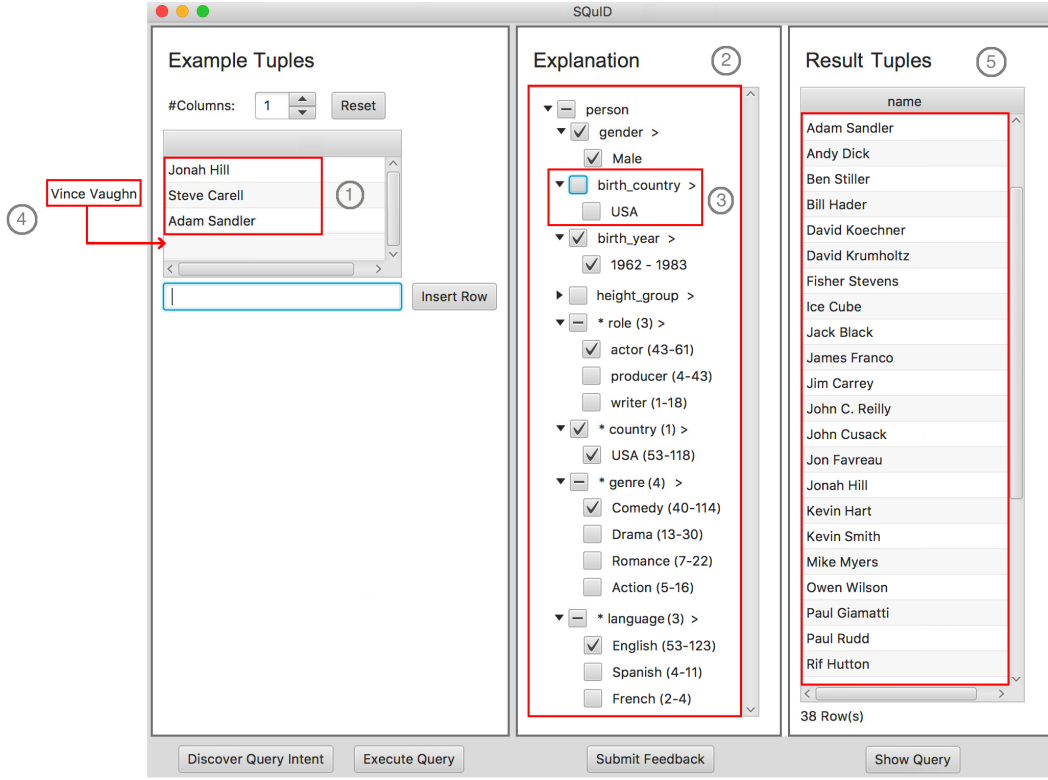 SQuID
Example Tuples
#Columns: 1 Reset
Jonah Hill
Steve Carell
Adam Sandler
1
Vince Vaughn
4
Insert Row
Discover Query Intent
Execute Query
Explanation
2
person
gender >
Male
birth_country >
USA
3
birth_year >
1962 - 1983
height_group >
* role (3) >
actor (43-61)
producer (4-43)
writer (1-18)
* country (1) >
USA (53-118)
* genre (4) >
Comedy (40-114)
Drama (13-30)
Romance (7-22)
Action (5-16)
* language (3) >
English (53-123)
Spanish (4-11)
French (2-4)
Submit Feedback
Result Tuples
5
name
Adam Sandler
Andy Dick
Ben Stiller
Bill Hader
David Koechner
David Krumholtz
Fisher Stevens
Ice Cube
Jack Black
James Franco
Jim Carrey
John C. Reilly
John Cusack
Jon Favreau
Jonah Hill
Kevin Hart
Kevin Smith
Mike Myers
Owen Wilson
Paul Giamatti
Paul Rudd
Rif Hutton
38 Row(s)
Show Query